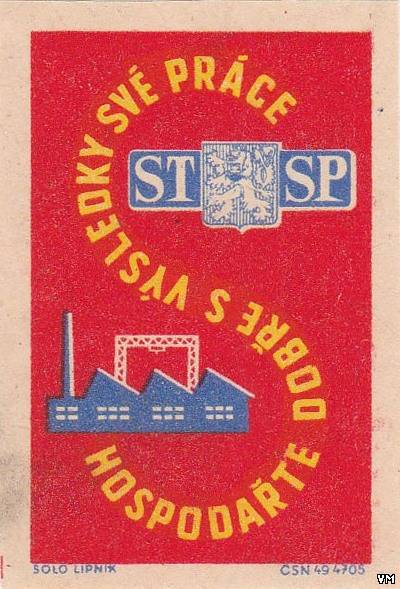 HOSPODAŘTE DOBŘE S VÝSLEDKY SVÉ PRÁCE
ST SP
SOLO LIPNÍK
ČSN 49 4705
VM